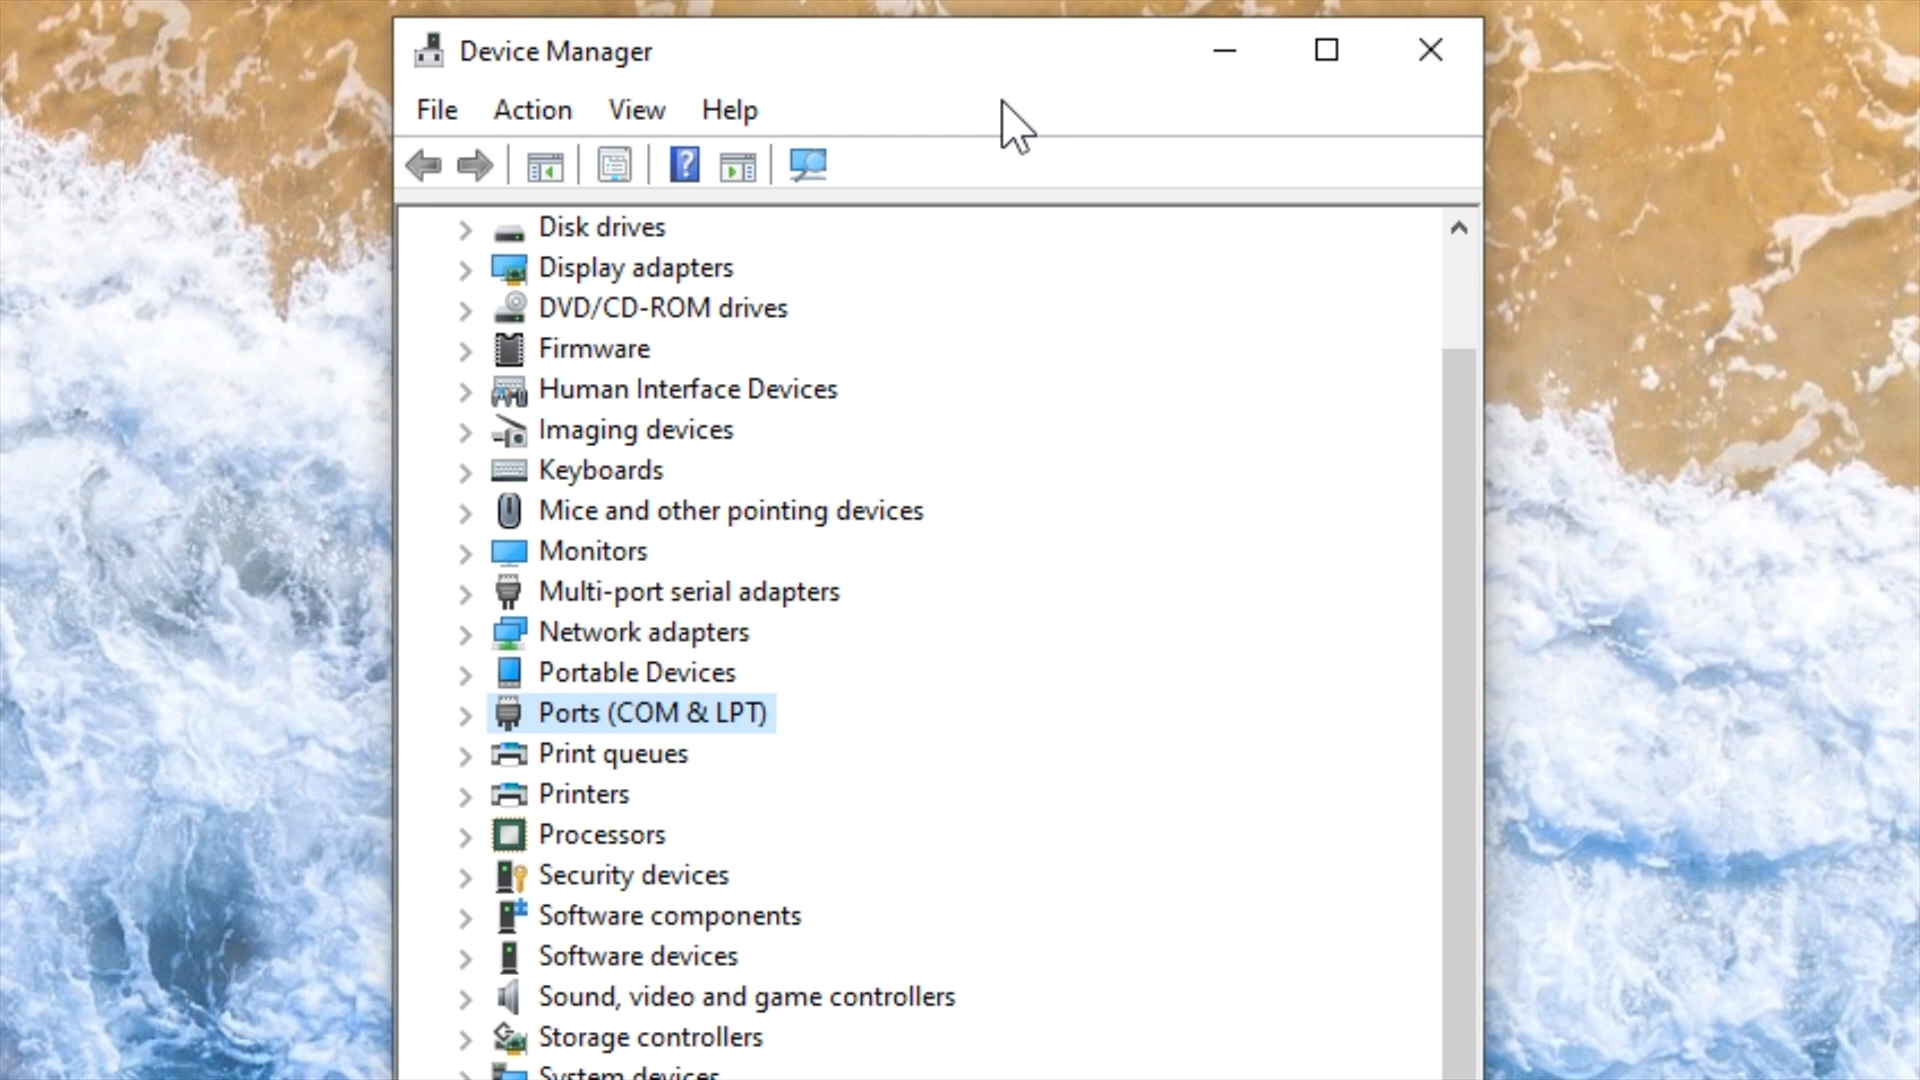 Device Manager
File Action View Help
Disk drives
Display adapters
DVD/CD-ROM drives
Firmware
Human Interface Devices
Imaging devices
Keyboards
Mice and other pointing devices
Monitors
Multi-port serial adapters
Network adapters
Portable Devices
Ports (COM & LPT)
Print queues
Printers
Processors
Security devices
Software components
Software devices
Sound, video and game controllers
Storage controllers
System devices